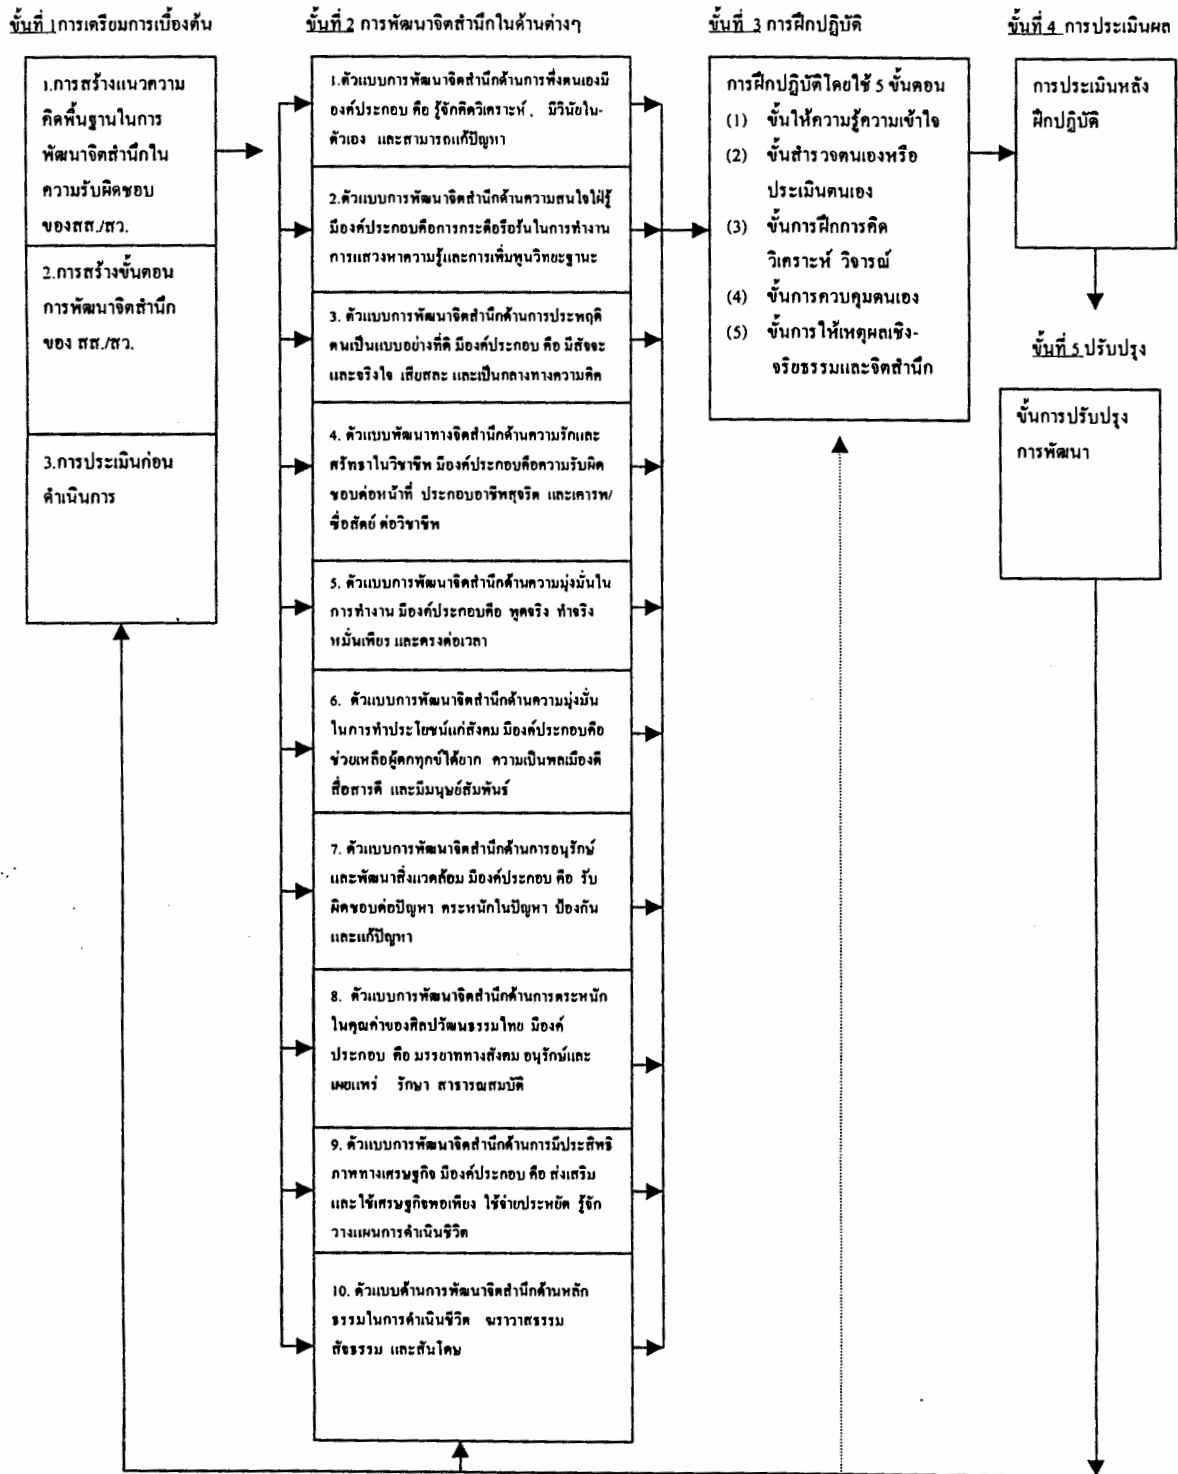 ขั้นที่ 1การเตรียมการเบื้องต้น
1.การสร้างแนวความ
คิดพื้นฐานในการ
พัฒนาจิตสำนึกใน
ความรับผิดชอบ
ของสส./สว.
2.การสร้างขั้นตอน
การพัฒนาจิตสำนึก
ของ สส./สว.
3.การประเมินก่อน
ดำเนินการ
ขั้นที่ 2 การพัฒนาจิตสำนึกในด้านต่างๆ
1.ตัวแบบการพัฒนาจิตสำนึกด้านการพึ่งตนเองมี
องค์ประกอบ คือ รู้จักคิดวิเคราะห์ , มีวินัยใน-
ตัวเอง และสามารถแก้ปัญหา
2.ตัวแบบการพัฒนาจิตสำนึกด้านความสนใจใฝ่รู้
มีองค์ประกอบคือการกระตือรือร้นในการทำงาน
การแสวงหาความรู้และการเพิ่มพูนวิทยะฐานะ
3. ตัวแบบการพัฒนาจิตสำนึกด้านการประพฤติ
ตนเป็นแบบอย่างที่ดี มีองค์ประกอบ คือ มีสัจจะ
และจริงใจ เสียสละ และเป็นกลางทางความคิด
4. ตัวแบบพัฒนาทางจิตสำนึกด้านความรักและ
ศรัทธาในวิชาชีพ มีองค์ประกอบคือความรับผิด
ชอบต่อหน้าที่ ประกอบอาชีพสุจริต และเคารพ/
ซื่อสัตย์ ต่อวิชาชีพ
5. ตัวแบบการพัฒนาจิตสำนึกด้านความมุ่งมั่นใน
การทำงาน มีองค์ประกอบคือ พูดจริง ทำจริง
หมั่นเพียร และตรงต่อเวลา
6. ตัวแบบการพัฒนาจิตสำนึกด้านความมุ่งมั่น
ในการทำประโยชน์แก่สังคม มีองค์ประกอบคือ
ช่วยเหลือผู้ตกทุกข์ได้ยาก ความเป็นพลเมืองดี
สื่อสารดี และมีมนุษย์สัมพันธ์
7. ตัวแบบการพัฒนาจิตสำนึกด้านการอนุรักษ์
และพัฒนาสิ่งแวดล้อม มีองค์ประกอบ คือ รับ
ผิดชอบต่อปัญหา ตระหนักในปัญหา ป้องกัน
และแก้ปัญหา
8. ตัวแบบการพัฒนาจิตสำนึกด้านการตระหนัก
ในคุณค่าของศิลปวัฒนธรรมไทย มีองค์
ประกอบ คือ มรรยาททางสังคม อนุรักษ์และ
เผยแพร่ รักษา สาธารณสมบัติ
9. ตัวแบบการพัฒนาจิตสำนึกด้านการมีประสิทธิ
ภาพทางเศรษฐกิจ มีองค์ประกอบ คือ ส่งเสริม
และใช้เศรษฐกิจพอเพียง ใช้จ่ายประหยัด รู้จัก
วางแผนการดำเนินชีวิต
10. ตัวแบบด้านการพัฒนาจิตสำนึกด้านหลัก
ธรรมในการดำเนินชีวิต ฆราวาสธรรม
สัจธรรม และสันโดษ
ขั้นที่ 3 การฝึกปฏิบัติ
การฝึกปฏิบัติโดยใช้ 5 ขั้นตอน
(1) ขั้นให้ความรู้ความเข้าใจ
(2) ขั้นสำรวจตนเองหรือ
ประเมินตนเอง
(3) ขั้นการฝึกการคิด
วิเคราะห์ วิจารณ์
(4) ขั้นการควบคุมตนเอง
(5) ขั้นการให้เหตุผลเชิง-
จริยธรรมและจิตสำนึก
ขั้นที่ 4 การประเมินผล
การประเมินหลัง
ฝึกปฏิบัติ
ขั้นที่ 5 ปรับปรุง
ขั้นการปรับปรุง
การพัฒนา